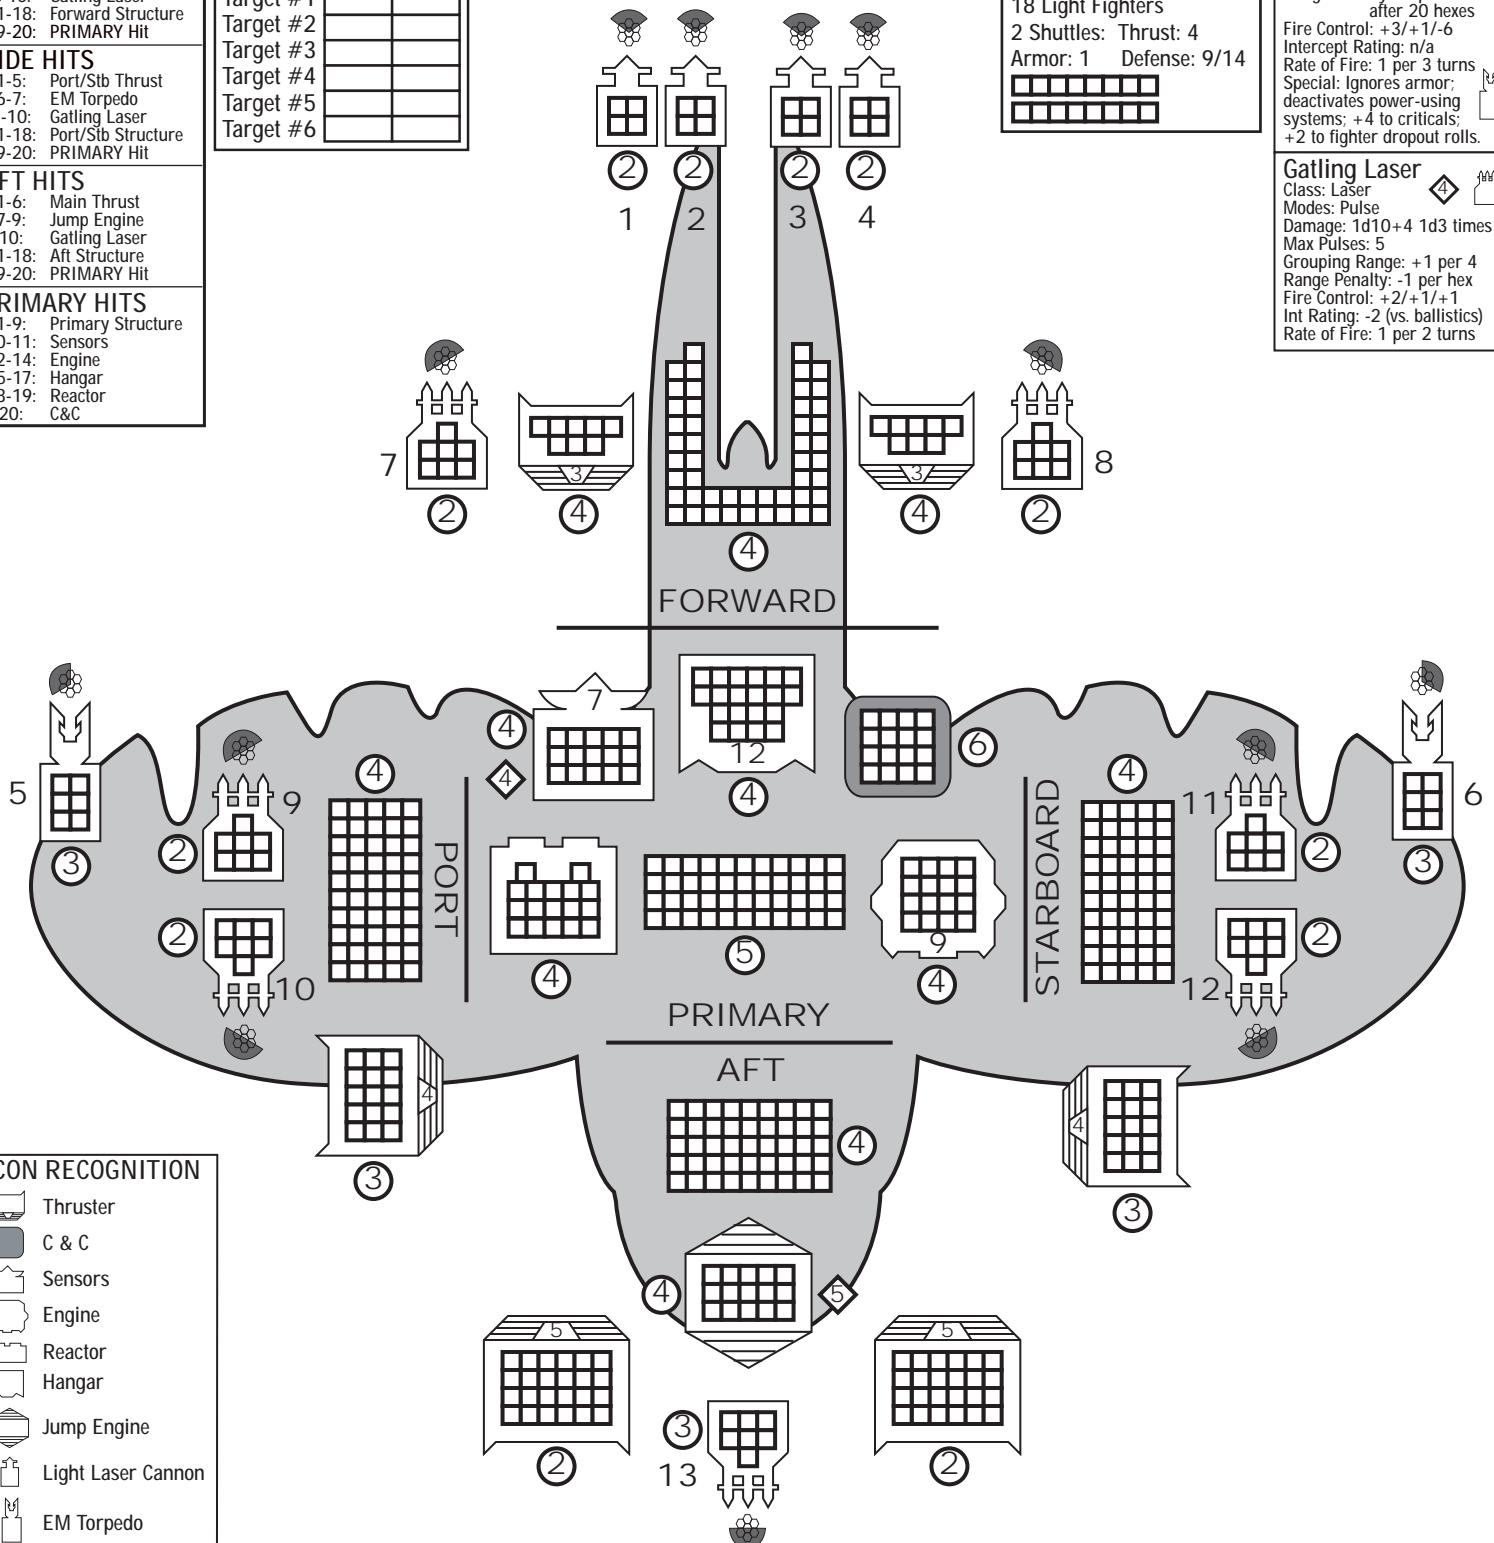 1-18: Forward Structure
9-20: PRIMARY Hit
IDE HITS
1-5: Port/Stb Thrust
6-7: EM Torpedo
-10: Gatling Laser
1-18: Port/Stb Structure
9-20: PRIMARY Hit
FT HITS
1-6: Main Thrust
7-9: Jump Engine
10: Gatling Laser
1-18: Aft Structure
9-20: PRIMARY Hit
RIMARY HITS
1-9: Primary Structure
0-11: Sensors
2-14: Engine
5-17: Hangar
8-19: Reactor
20: C&C
Target #1
Target #2
Target #3
Target #4
Target #5
Target #6
18 Light Fighters
2 Shuttles: Thrust: 4
Armor: 1 Defense: 9/14
after 20 hexes
Fire Control: +3/+1/-6
Intercept Rating: n/a
Rate of Fire: 1 per 3 turns
Special: Ignores armor;
deactivates power-using
systems; +4 to criticals;
+2 to fighter dropout rolls.
Gatling Laser
4
Class: Laser
Modes: Pulse
Damage: 1d10+4 1d3 times
Max Pulses: 5
Grouping Range: +1 per 4
Range Penalty: -1 per hex
Fire Control: +2/+1/+1
Int Rating: -2 (vs. ballistics)
Rate of Fire: 1 per 2 turns
2 2 2 2
1 2 3 4
7 3 3 8
2 4 4 2
4
FORWARD
7
4 6
12
4 4 4 4
5 9 11 6
3 2 2 3
PORT
STARBOARD
2 9 2
10 4 5 4 12
PRIMARY
AFT
4 4
4
3 3
4 5
5 5
3
2 13 2
ICON RECOGNITION
Thruster
C & C
Sensors
Engine
Reactor
Hangar
Jump Engine
Light Laser Cannon
EM Torpedo